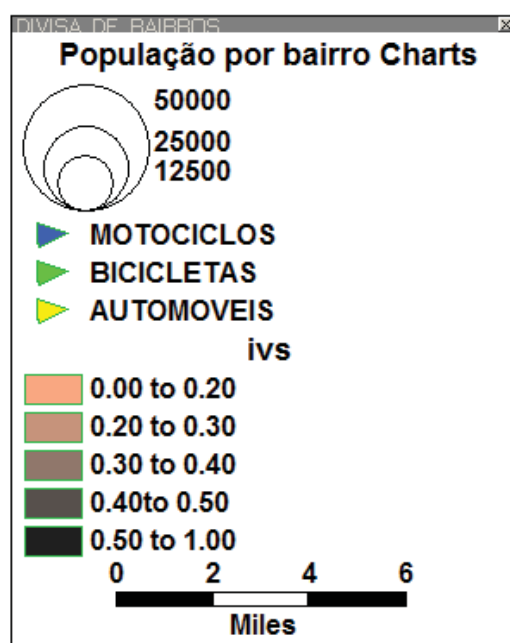 DIVISA DE BAIRROS
População por bairro Charts
50000
25000
12500
MOTOCICLOS
BICICLETAS
AUTOMOVEIS
ivs
0.00 to 0.20
0.20 to 0.30
0.30 to 0.40
0.40to 0.50
0.50 to 1.00
0 2 4 6
Miles